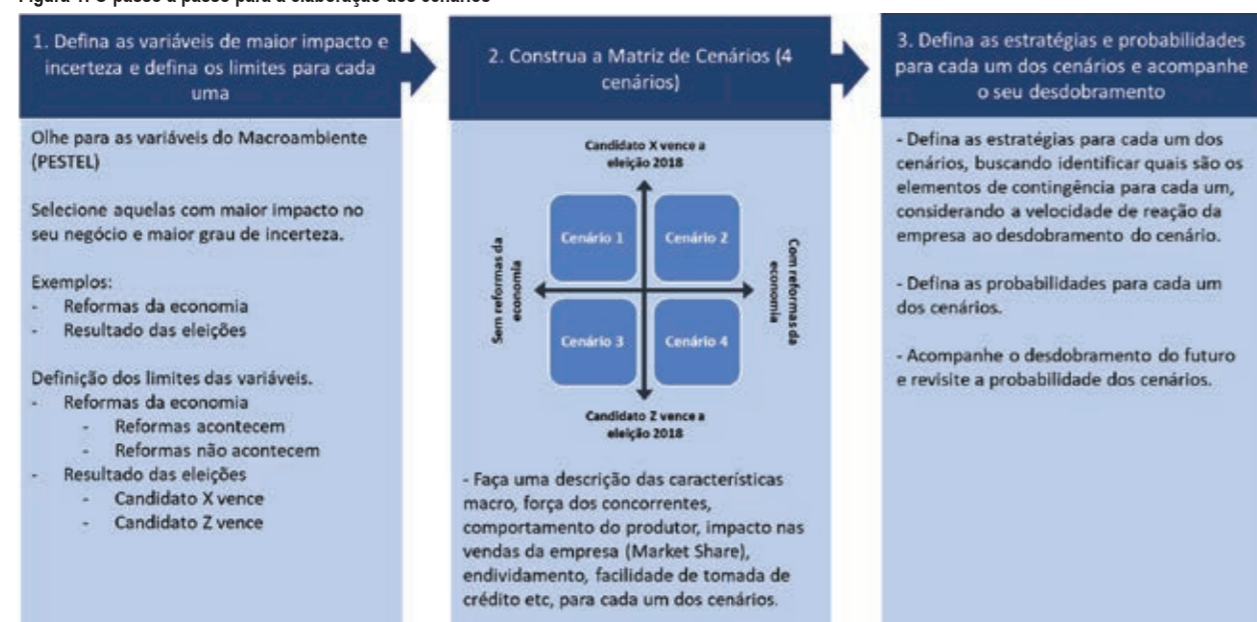 Figura 1. O passo a passo para a elaboração dos cenários
1. Defina as variáveis de maior impacto e
incerteza e defina os limites para cada
uma
Olhe para as variáveis do Macroambiente
(PESTEL)
Selecione aquelas com maior impacto no
seu negócio e maior grau de incerteza.
Exemplos:
- Reformas da economia
- Resultado das eleições
Definição dos limites das variáveis.
- Reformas da economia
- Reformas acontecem
- Reformas não acontecem
- Resultado das eleições
- Candidato X vence
- Candidato Z vence
2. Construa a Matriz de Cenários (4
cenários)
Candidato X vence a
eleição 2018
Sem reformas da
economia
Cenário 1
Cenário 2
Com reformas da
economia
Cenário 3
Cenário 4
Candidato Z vence a
eleição 2018
- Faça uma descrição das características
macro, força dos concorrentes,
comportamento do produtor, impacto nas
vendas da empresa (Market Share),
endividamento, facilidade de tomada de
crédito etc, para cada um dos cenários.
3. Defina as estratégias e probabilidades
para cada um dos cenários e acompanhe
o seu desdobramento
- Defina as estratégias para cada um dos
cenários, buscando identificar quais são os
elementos de contingência para cada um,
considerando a velocidade de reação da
empresa ao desdobramento do cenário.
- Defina as probabilidades para cada um
dos cenários.
- Acompanhe o desdobramento do futuro
e revisite a probabilidade dos cenários.